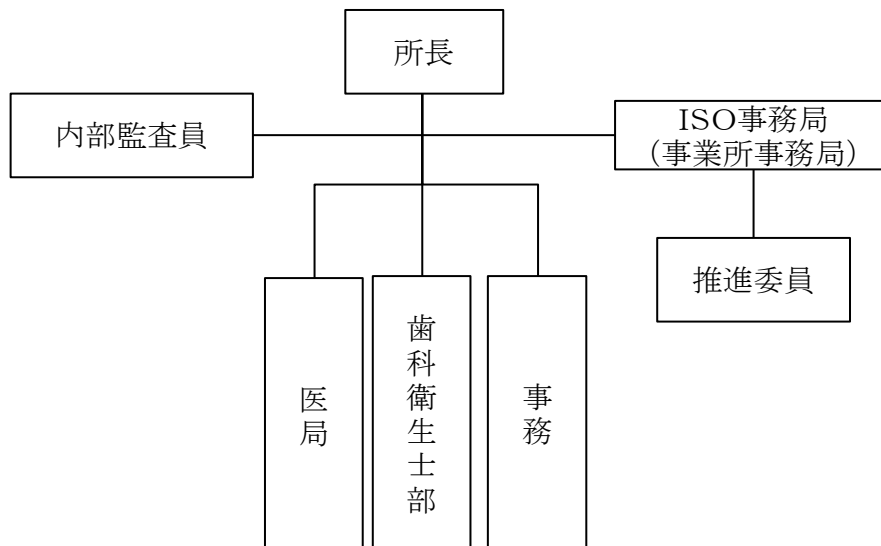 所長
内部監査員
ISO事務局
（事業所事務局）
推進委員
医局
歯科衛生士部
事務